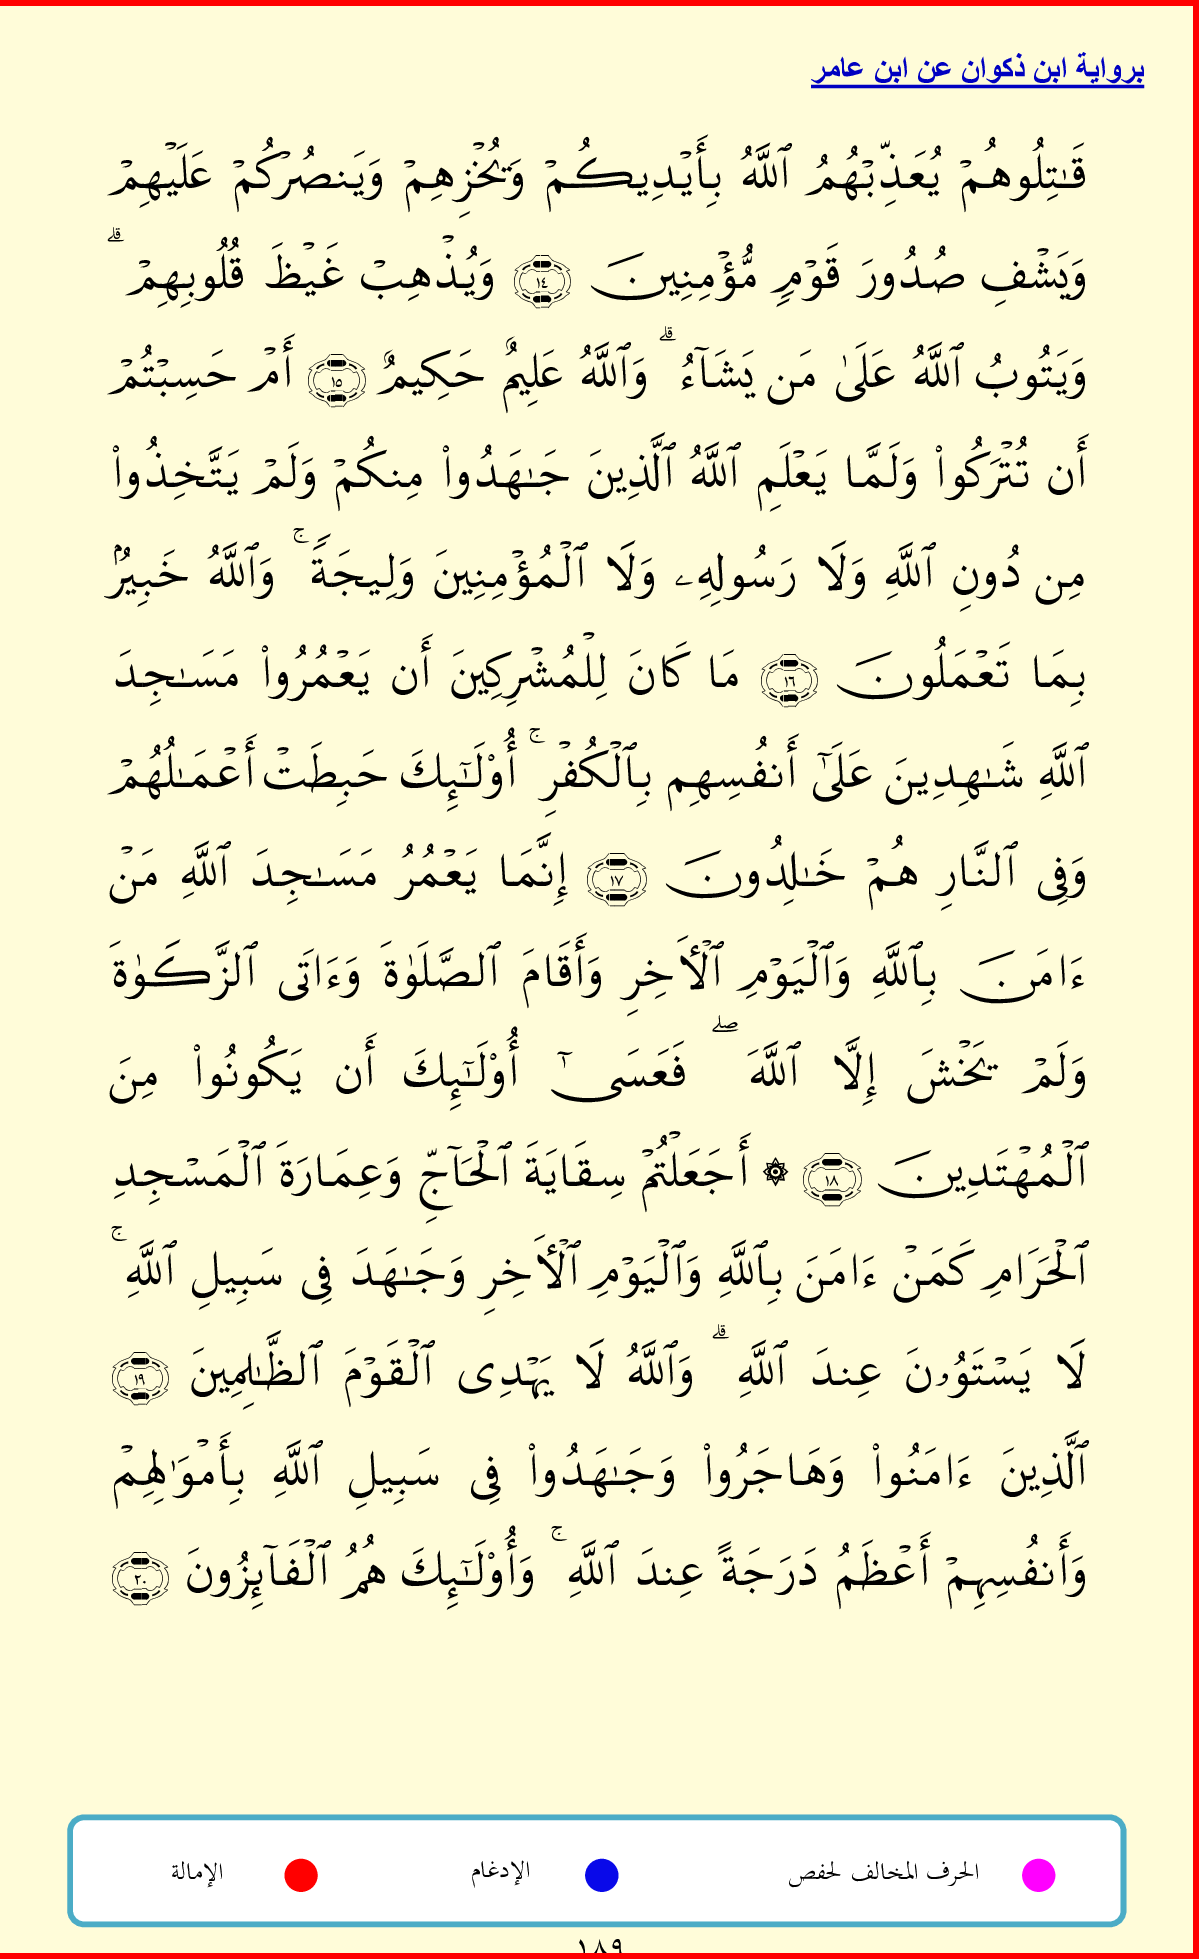 برواية ابن ذكوان عن ابن عامر
قَـٰتِلُوهُمۡ يُعَذِّبۡهُمُ ٱللَّهُ بِأَيۡدِيكُمۡ وَيُخۡزِهِمۡ وَيَنصُرۡكُمۡ عَلَيۡهِمۡ
وَيَشۡفِ صُدُورَ قَوۡمٖ مُّؤۡمِنِينَ ١٤ وَيُذۡهِبۡ غَيۡظَ قُلُوبِهِمۡۗ
وَيَتُوبُ ٱللَّهُ عَلَىٰ مَن يَشَآءُۗ وَٱللَّهُ عَلِيمٌ حَكِيمٌ ١٥ أَمۡ حَسِبۡتُمۡ
أَن تُتۡرَكُواْ وَلَمَّا يَعۡلَمِ ٱللَّهُ ٱلَّذِينَ جَـٰهَدُواْ مِنكُمۡ وَلَمۡ يَتَّخِذُواْ
مِن دُونِ ٱللَّهِ وَلَا رَسُولِهِۦ وَلَا ٱلۡمُؤۡمِنِينَ وَلِيجَةٗۚ وَٱللَّهُ خَبِيرُۢ
بِمَا تَعۡمَلُونَ ١٦ مَا كَانَ لِلۡمُشۡرِكِينَ أَن يَعۡمُرُواْ مَسَـٰجِدَ
ٱللَّهِ شَـٰهِدِينَ عَلَىٰٓ أَنفُسِهِم بِٱلۡكُفۡرِۚ أُوْلَـٰٓئِكَ حَبِطَتۡ أَعۡمَـٰلُهُمۡ
وَفِى ٱلنَّارِ هُمۡ خَـٰلِدُونَ ١٧ إِنَّمَا يَعۡمُرُ مَسَـٰجِدَ ٱللَّهِ مَنۡ
ءَامَنَ بِٱللَّهِ وَٱلۡيَوۡمِ ٱلۡأَخِرِ وَأَقَامَ ٱلصَّلَوٰةَ وَءَاتَى ٱلزَّكَوٰةَ
وَلَمۡ يَخۡشَ إِلَّا ٱللَّهَۖ فَعَسَىٰٓ أُوْلَـٰٓئِكَ أَن يَكُونُواْ مِنَ
ٱلۡمُهۡتَدِينَ ١٨ ۞ أَجَعَلۡتُمۡ سِقَايَةَ ٱلۡحَآجِّ وَعِمَارَةَ ٱلۡمَسۡجِدِ
ٱلۡحَرَامِ كَمَنۡ ءَامَنَ بِٱللَّهِ وَٱلۡيَوۡمِ ٱلۡأَخِرِ وَجَـٰهَدَ فِى سَبِيلِ ٱللَّهِۚ
لَا يَسۡتَوُۥنَ عِندَ ٱللَّهِۗ وَٱللَّهُ لَا يَهۡدِى ٱلۡقَوۡمَ ٱلظَّـٰلِمِينَ ١٩
ٱلَّذِينَ ءَامَنُواْ وَهَاجَرُواْ وَجَـٰهَدُواْ فِى سَبِيلِ ٱللَّهِ بِأَمۡوَٰلِهِمۡ
وَأَنفُسِهِمۡ أَعۡظَمُ دَرَجَةً عِندَ ٱللَّهِۚ وَأُوْلَـٰٓئِكَ هُمُ ٱلۡفَآئِزُونَ ٢٠
الحرف المخالف لحفص الإدغام الإمالة
١٨٩